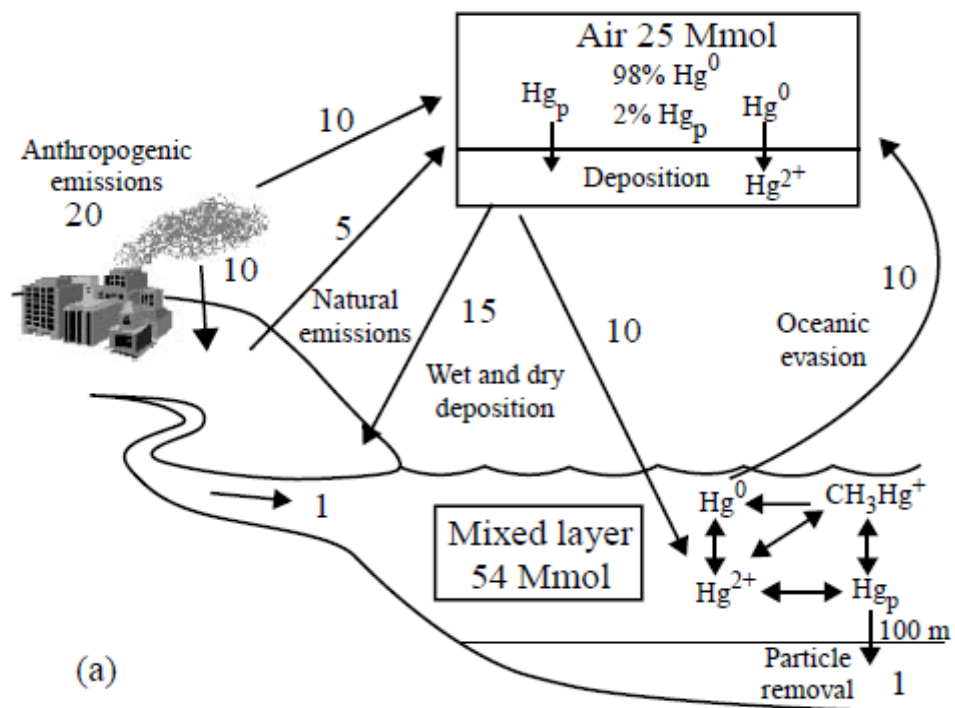 Air 25 Mmol
98% Hg⁰
Hgₚ
2% Hgₚ
Hg⁰
Deposition
Hg²⁺
10
Anthropogenic
emissions
20
10
5
Natural
emissions
15
Wet and dry
deposition
10
Oceanic
evasion
10
1
Mixed layer
54 Mmol
Hg⁰
CH₃Hg⁺
Hg²⁺
Hgₚ
100 m
Particle
removal
1
(a)